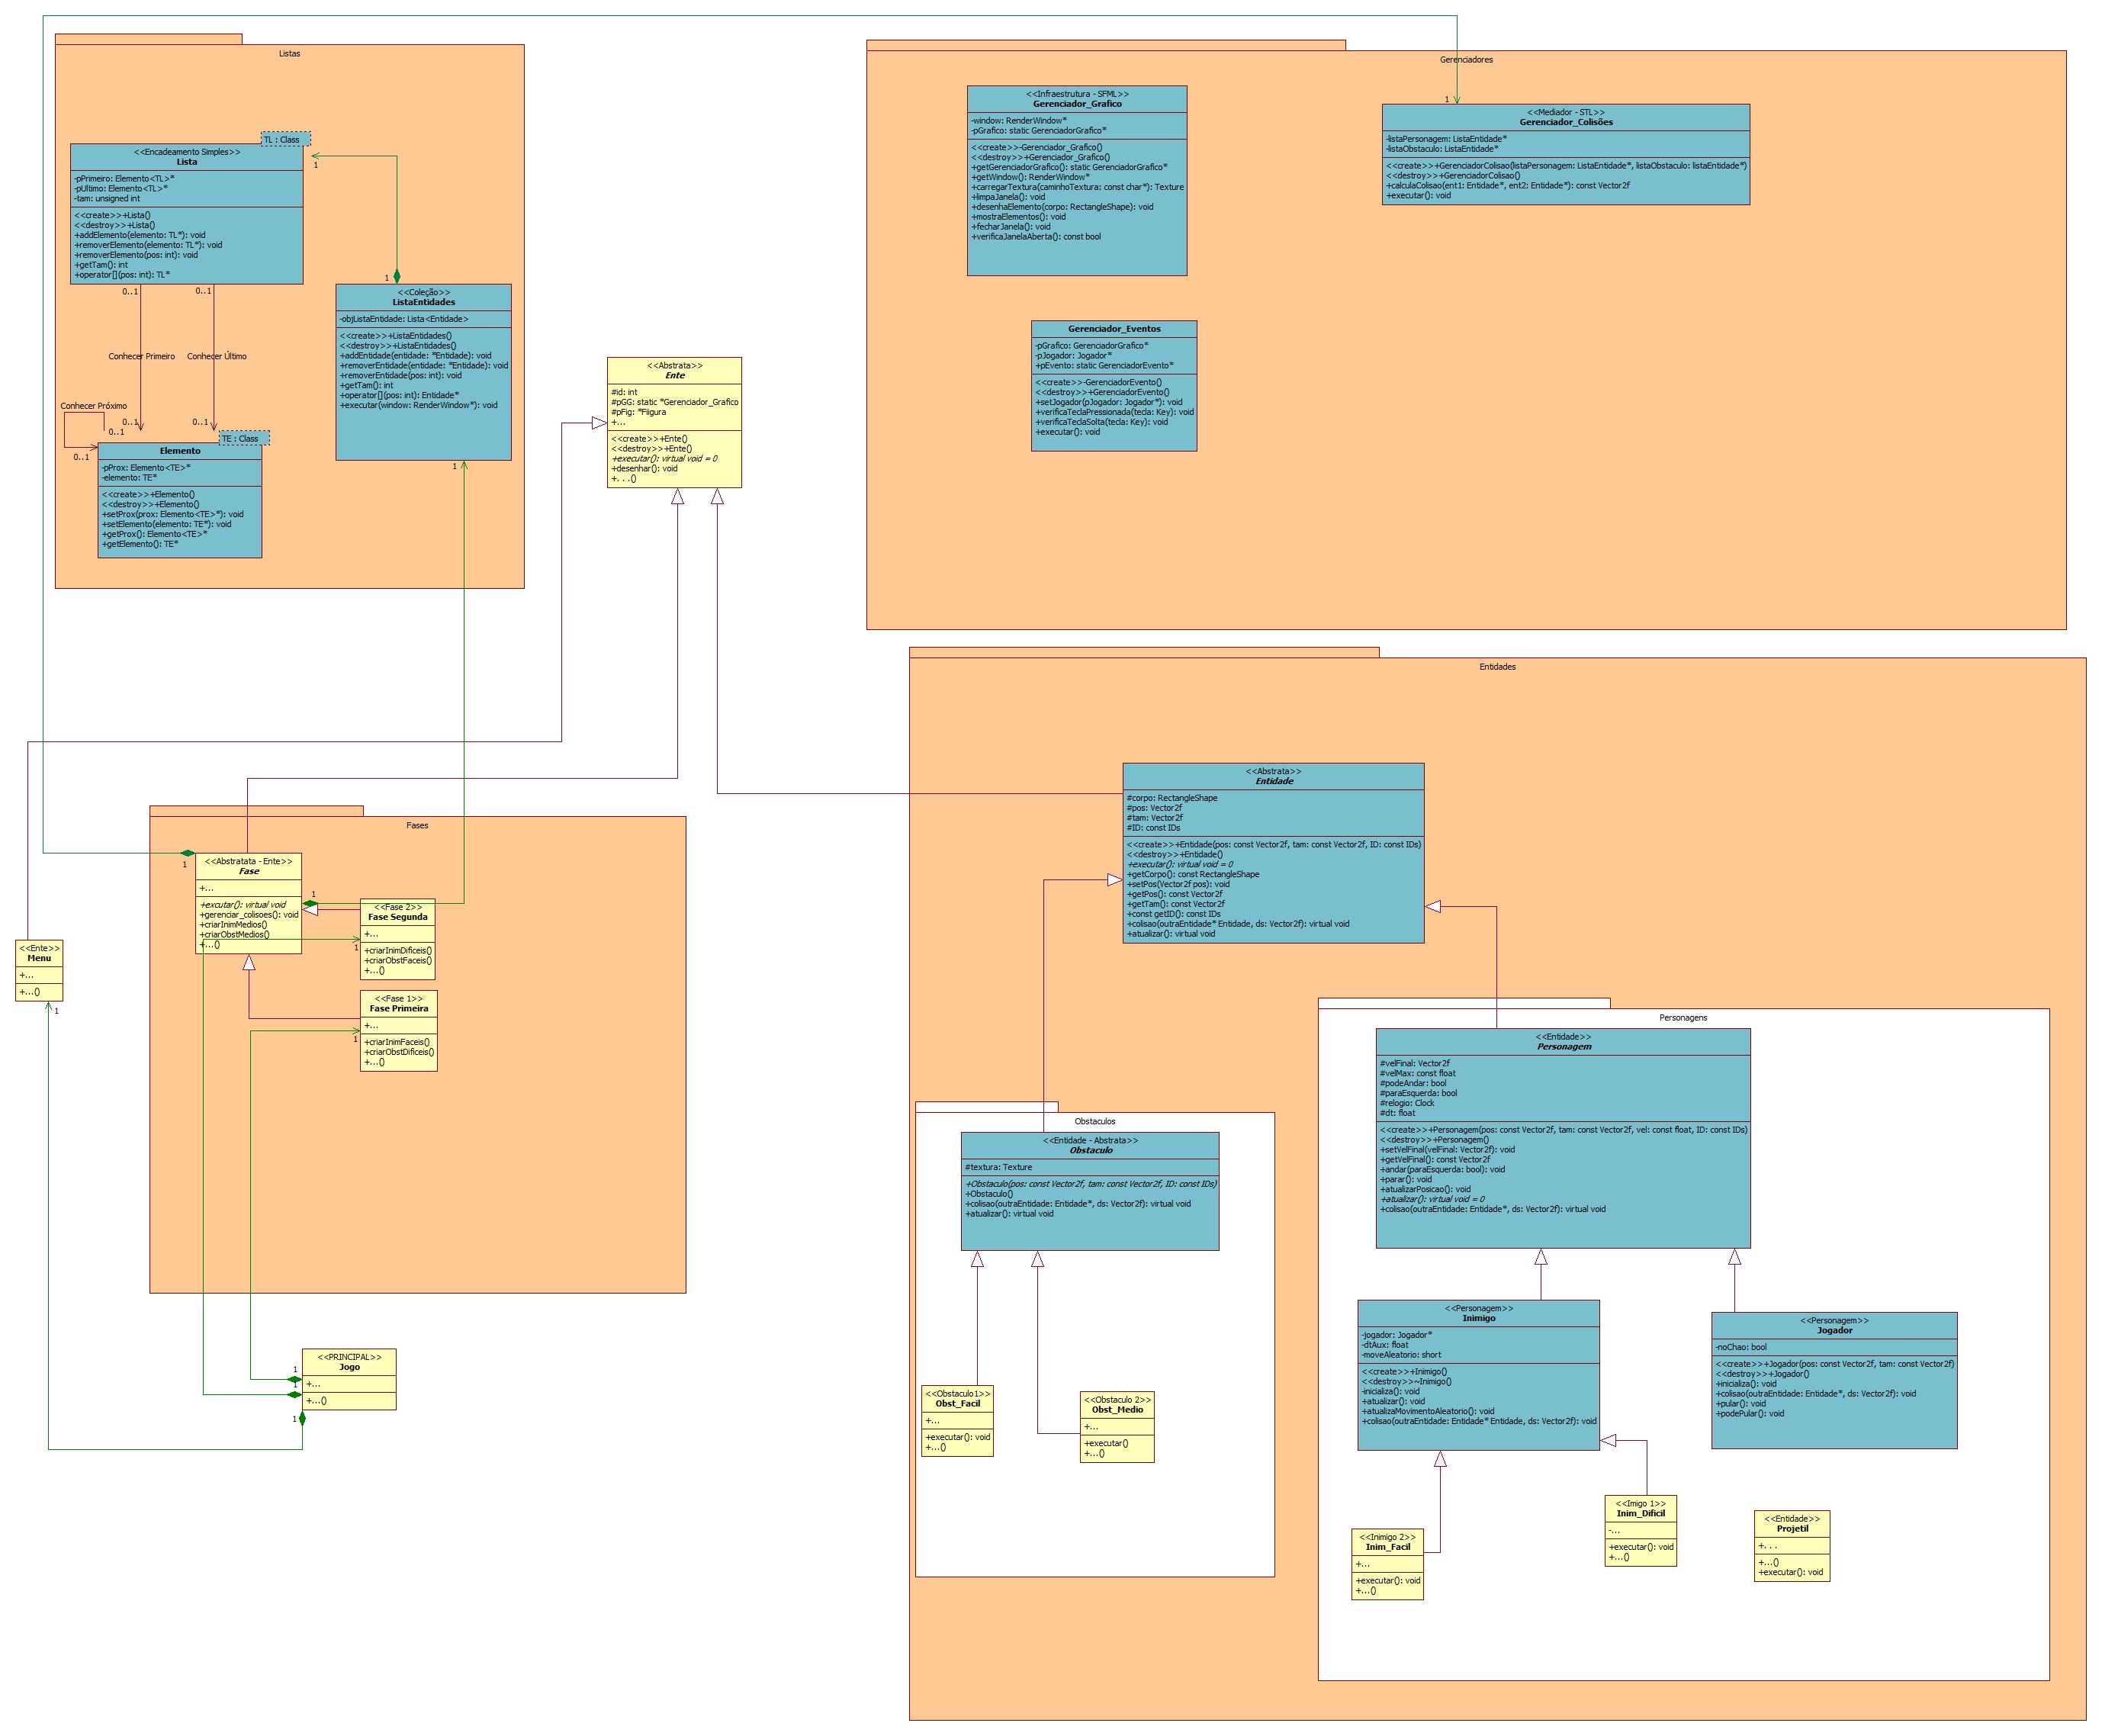 Listas
TL : Class
<<Encadeamento Simples>>
Lista
-pPrimeiro: Elemento<TL>*
-pUltimo: Elemento<TL>*
-tam: unsigned int
<<create>>+Lista()
<<destroy>>+Lista()
+addElemento(elemento: TL*): void
+removerElemento(elemento: TL*): void
+removerElemento(pos: int): void
+getTam(): int
+operator[](pos: int): TL*
1
1
0..1
0..1
Conhecer Primeiro
Conhecer Último
0..1
0..1
Conhecer Próximo
0..1
0..1
TE : Class
Elemento
-pProx: Elemento<TE>*
-elemento: TE*
<<create>>+Elemento()
<<destroy>>+Elemento()
+setProx(prox: Elemento<TE>*): void
+setElemento(elemento: TE*): void
+getProx(): Elemento<TE>*
+getElemento(): TE*
<<Coleção>>
ListaEntidades
-objListaEntidade: Lista<Entidade>
<<create>>+ListaEntidades()
<<destroy>>+ListaEntidades()
+addEntidade(entidade: *Entidade): void
+removerEntidade(entidade: *Entidade): void
+removerEntidade(pos: int): void
+getTam(): int
+operator[](pos: int): Entidade*
+executar(window: RenderWindow*): void
1
<<Abstrata>>
Ente
#id: int
#pGG: static *Gerenciador_Grafico
#pFig: *Fiigura
+...
<<create>>+Ente()
<<destroy>>+Ente()
+executar(): virtual void = 0
+desenhar(): void
+. . .()
Gerenciadores
<<Infraestrutura - SFML>>
Gerenciador_Grafico
-window: RenderWindow*
-pGrafico: static GerenciadorGrafico*
<<create>>-Gerenciador_Grafico()
<<destroy>>+Gerenciador_Grafico()
+getGerenciadorGrafico(): static GerenciadorGrafico*
+getWindow(): RenderWindow*
+carregarTextura(caminhoTextura: const char*): Texture
+limpaJanela(): void
+desenhaElemento(corpo: RectangleShape): void
+mostraElementos(): void
+fecharJanela(): void
+verificaJanelaAberta(): const bool
1
<<Mediador - STL>>
Gerenciador_Colisões
-listaPersonagem: ListaEntidade*
-listaObstaculo: ListaEntidade*
<<create>>+GerenciadorColisao(listaPersonagem: ListaEntidade*, listaObstaculo: listaEntidade*)
<<destroy>>+GerenciadorColisao()
+calculaColisao(ent1: Entidade*, ent2: Entidade*): const Vector2f
+executar(): void
Gerenciador_Eventos
-pGrafico: GerenciadorGrafico*
-pJogador: Jogador*
+pEvento: static GerenciadorEvento*
<<create>>-GerenciadorEvento()
<<destroy>>+GerenciadorEvento()
+setJogador(pJogador: Jogador*): void
+verificaTeclaPressionada(tecla: Key): void
+verificaTeclaSolta(tecla: Key): void
+executar(): void
Entidades
<<Abstrata>>
Entidade
#corpo: RectangleShape
#pos: Vector2f
#tam: Vector2f
#ID: const IDs
<<create>>+Entidade(pos: const Vector2f, tam: const Vector2f, ID: const IDs)
<<destroy>>+Entidade()
+executar(): virtual void = 0
+getCorpo(): const RectangleShape
+setPos(Vector2f pos): void
+getPos(): const Vector2f
+getTam(): const Vector2f
+const getID(): const IDs
+colisao(outraEntidade* Entidade, ds: Vector2f): virtual void
+atualizar(): virtual void
Fases
1
<<Abstratata - Ente>>
Fase
+...
+excutar(): virtual void
+gerenciar_colisoes(): void
+criarInimMedios()
+criarObstMedios()
+...()
1
<<Fase 2>>
Fase Segunda
+...
+criarInimDificeis()
+criarObstFaceis()
+...()
1
<<Fase 1>>
Fase Primeira
+...
+criarInimFaceis()
+criarObstDificeis()
+...()
1
<<Ente>>
Menu
+...
+...()
1
<<PRINCIPAL>>
Jogo
+...
+...()
1
1
1
Obstaculos
<<Entidade - Abstrata>>
Obstaculo
#textura: Texture
+Obstaculo(pos: const Vector2f, tam: const Vector2f, ID: const IDs)
+Obstaculo()
+colisao(outraEntidade: Entidade*, ds: Vector2f): virtual void
+atualizar(): virtual void
<<Obstaculo1>>
Obst_Facil
+...
+executar(): void
+...()
<<Obstaculo 2>>
Obst_Medio
+...
+executar()
+...()
Personagens
<<Entidade>>
Personagem
#velFinal: Vector2f
#velMax: const float
#podeAndar: bool
#paraEsquerda: bool
#relogio: Clock
#dt: float
<<create>>+Personagem(pos: const Vector2f, tam: const Vector2f, vel: const float, ID: const IDs)
<<destroy>>+Personagem()
+setVelFinal(velFinal: Vector2f): void
+getVelFinal(): const Vector2f
+andar(paraEsquerda: bool): void
+parar(): void
+atualizarPosicao(): void
+atualizar(): virtual void = 0
+colisao(outraEntidade: Entidade*, ds: Vector2f): virtual void
<<Personagem>>
Inimigo
-jogador: Jogador*
-dtAux: float
-moveAleatorio: short
<<create>>+Inimigo()
<<destroy>>~Inimigo()
-inicializa(): void
+atualizar(): void
+atualizaMovimentoAleatorio(): void
+colisao(outraEntidade: Entidade* Entidade, ds: Vector2f): void
<<Personagem>>
Jogador
-noChao: bool
<<create>>+Jogador(pos: const Vector2f, tam: const Vector2f)
<<destroy>>+Jogador()
+inicializa(): void
+colisao(outraEntidade: Entidade*, ds: Vector2f): void
+pular(): void
+podePular(): void
<<Inimigo 2>>
Inim_Facil
+...
+executar(): void
+...()
<<Imigo 1>>
Inim_Dificil
-...
+executar(): void
+...()
<<Entidade>>
Projetil
+. . .
+...()
+executar(): void